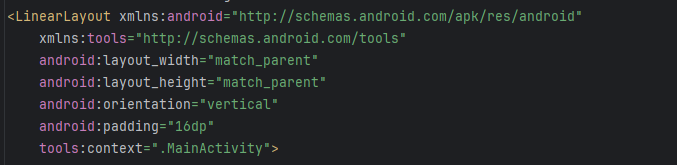 <LinearLayout xmlns:android="http://schemas.android.com/apk/res/android"
    xmlns:tools="http://schemas.android.com/tools"
    android:layout_width="match_parent"
    android:layout_height="match_parent"
    android:orientation="vertical"
    android:padding="16dp"
    tools:context=".MainActivity">